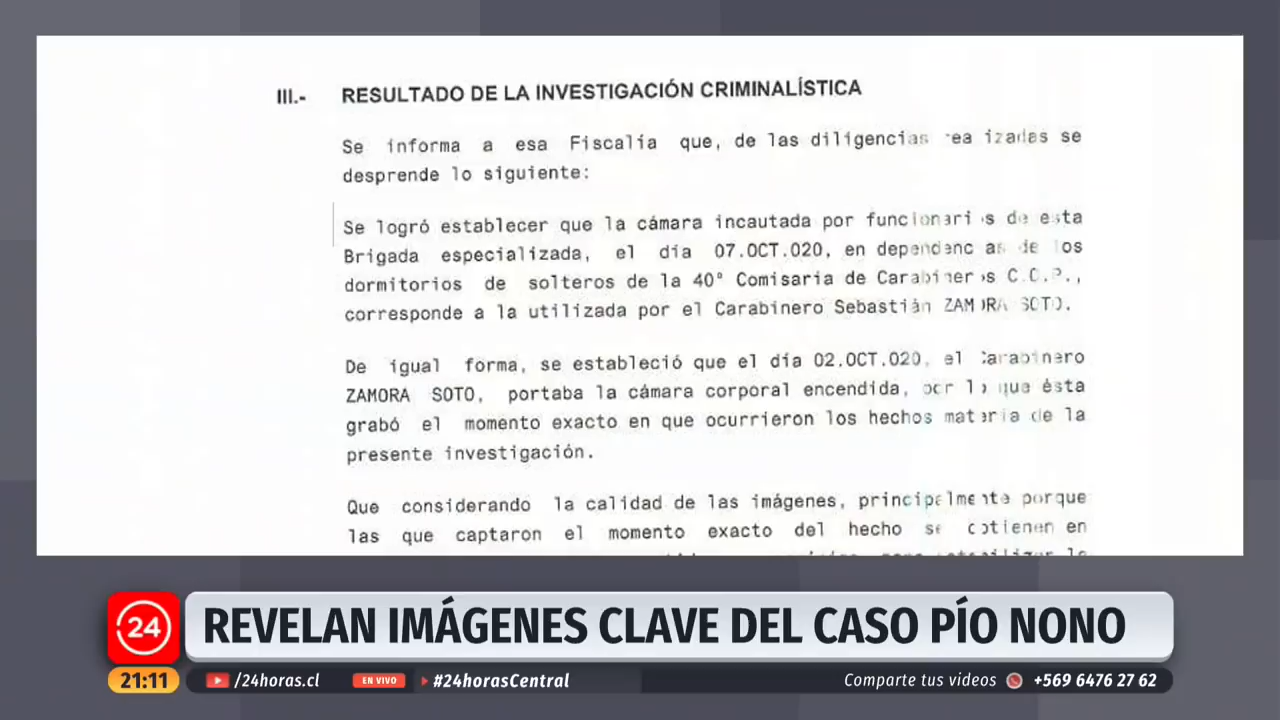 III.- RESULTADO DE LA INVESTIGACIÓN CRIMINALÍSTICA
Se informa a esa Fiscalía que, de las diligencias rea izadas se
desprende lo siguiente:
Se logró establecer que la cámara incautada por funcionarios de esta
Brigada especializada, el día 07.OCT.020, en dependencias de los
dormitorios de solteros de la 40° Comisaria de Carabineros C.O.P.,
corresponde a la utilizada por el Carabinero Sebastián ZAMORA SOTO.
De igual forma, se estableció que el día 02.OCT.020, el Carabinero
ZAMORA SOTO, portaba la cámara corporal encendida, por lo que ésta
grabó el momento exacto en que ocurrieron los hechos materia de la
presente investigación.
Que considerando la calidad de las imágenes, principalmente porque
las que captaron el momento exacto del hecho se obtienen en
24
REVELAN IMÁGENES CLAVE DEL CASO PÍO NONO
21:11 /24horas.cl EN VIVO #24horasCentral Comparte tus videos +569 6476 27 62